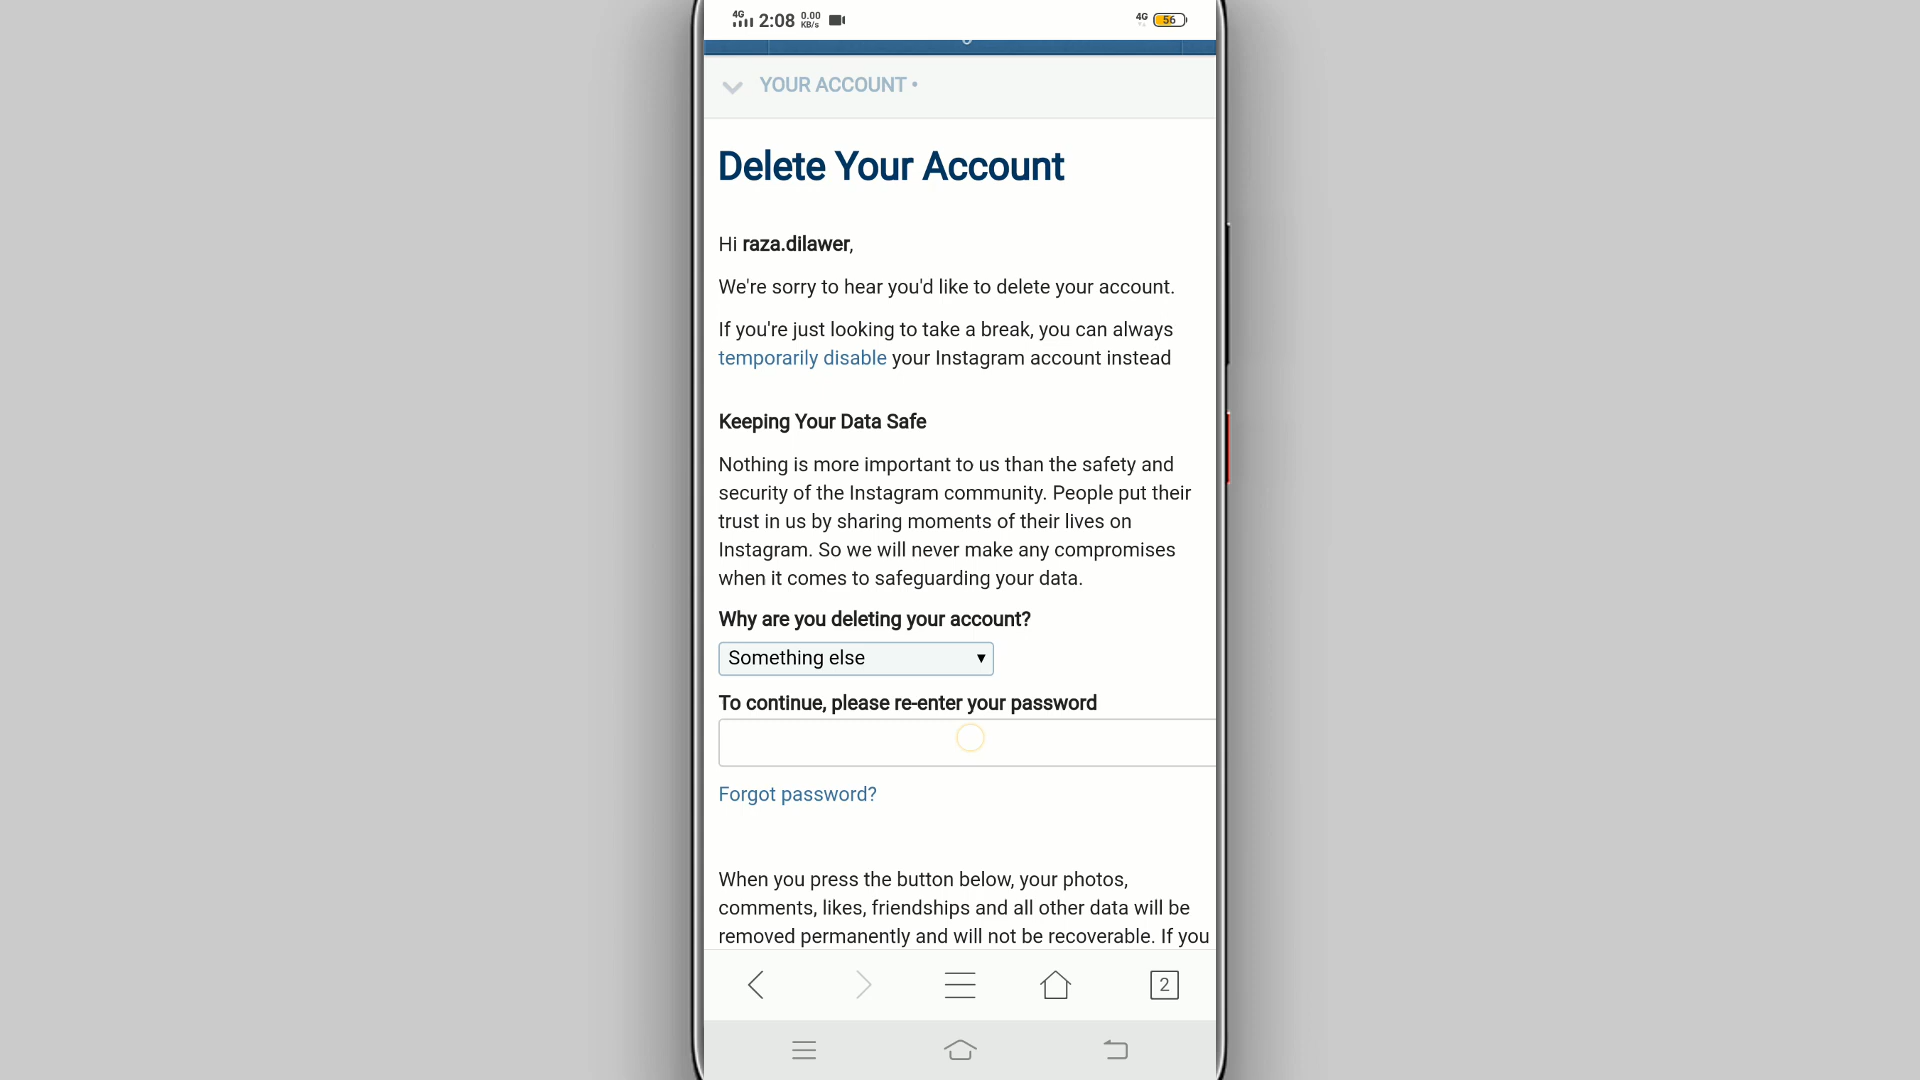 4G 2:08 0.00 KB/s 4G 56
YOUR ACCOUNT •
Delete Your Account
Hi raza.dilawer,
We're sorry to hear you'd like to delete your account.
If you're just looking to take a break, you can always
temporarily disable your Instagram account instead
Keeping Your Data Safe
Nothing is more important to us than the safety and
security of the Instagram community. People put their
trust in us by sharing moments of their lives on
Instagram. So we will never make any compromises
when it comes to safeguarding your data.
Why are you deleting your account?
Something else
To continue, please re-enter your password
Forgot password?
When you press the button below, your photos,
comments, likes, friendships and all other data will be
removed permanently and will not be recoverable. If you
2